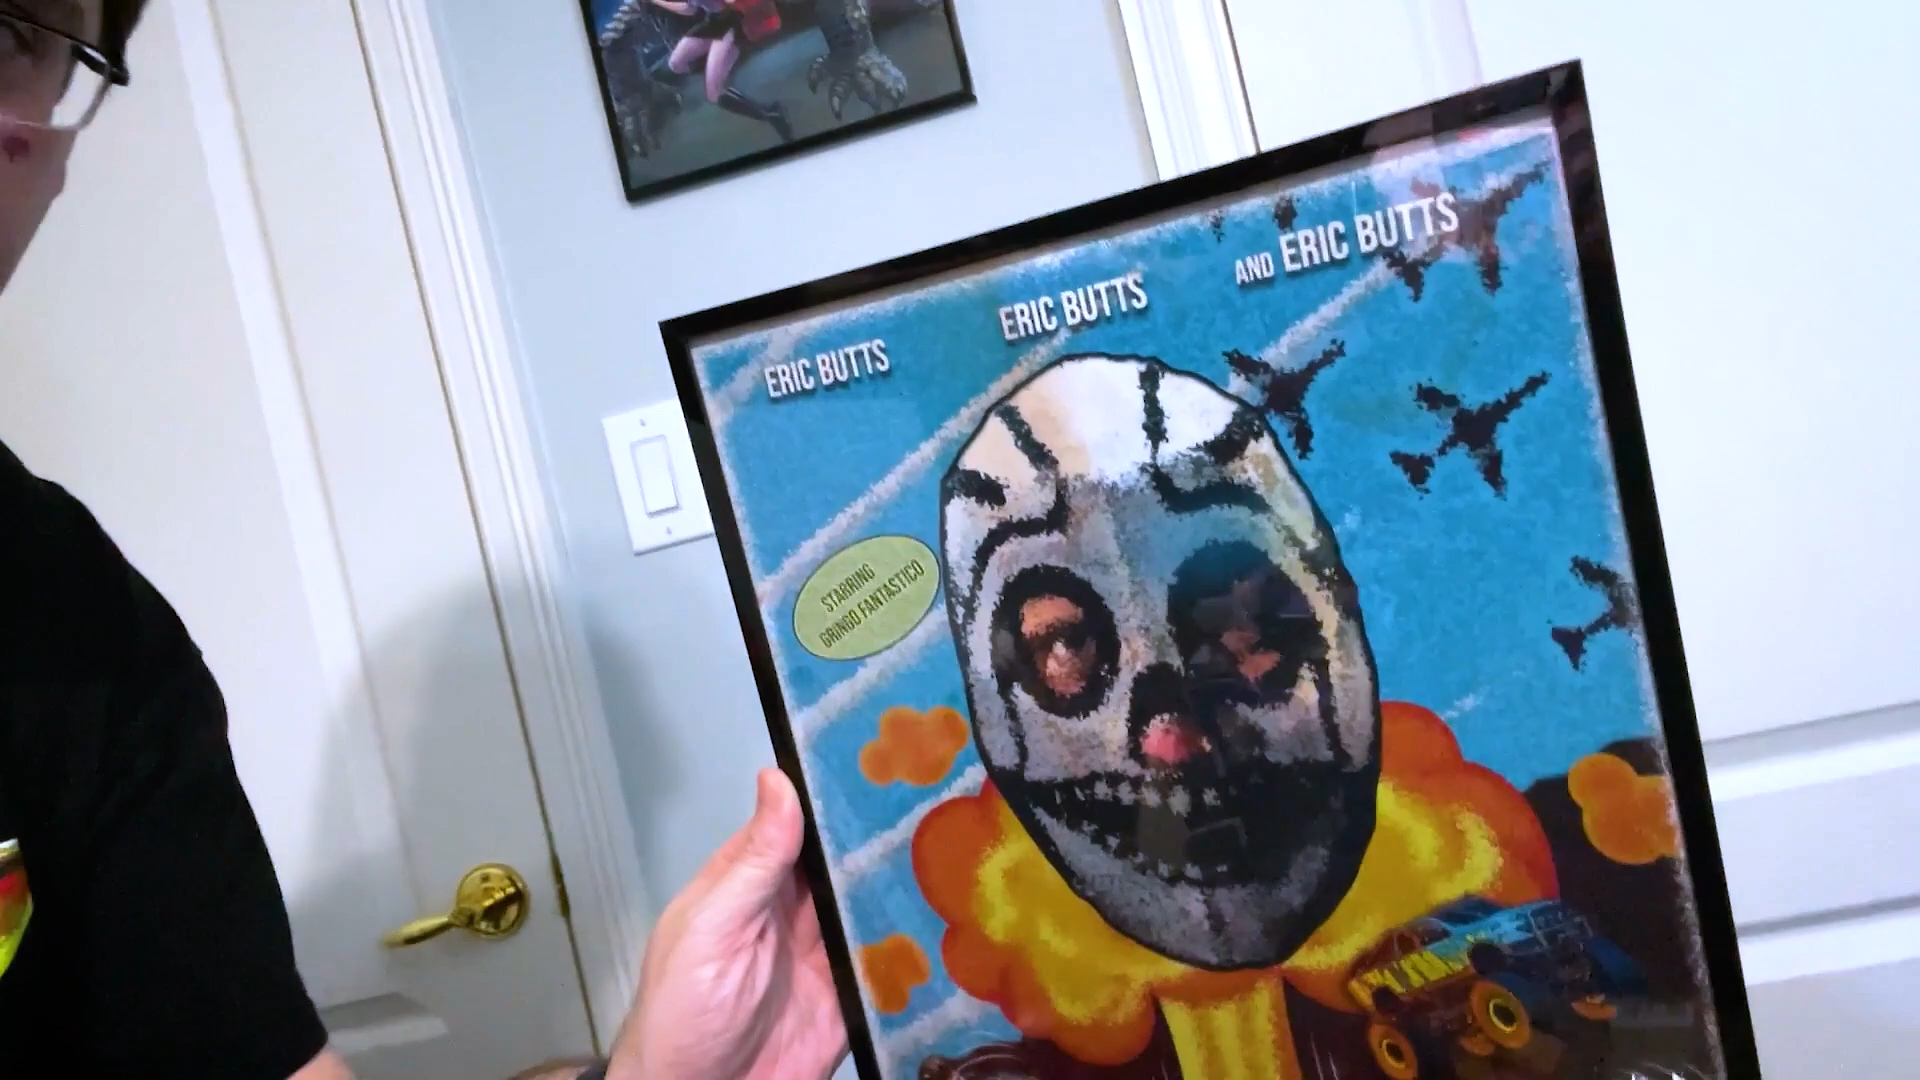 ERIC BUTTS
ERIC BUTTS
AND ERIC BUTTS
STARRING
GRINGO FANTASTICO